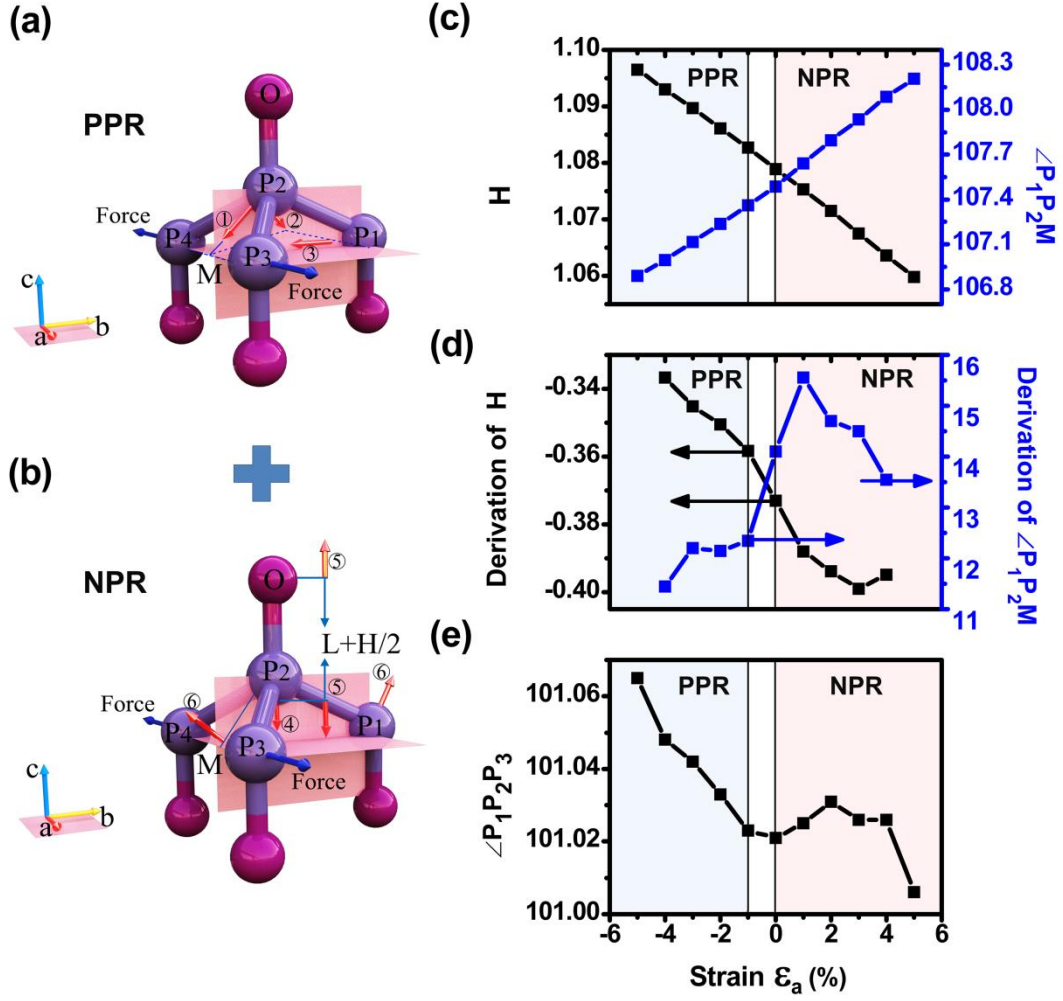 (a)
PPR
O
P2
①
②
Force
P4
P1
③
M
P3
Force
c
b
a
(b)
NPR
⑤
O
L+H/2
P2
⑥
⑤
⑥
Force
P4
④
P1
M
P3
Force
c
b
a
(c)
PPR
NPR
H
1.10
1.09
1.08
1.07
1.06
108.3
108.0
107.7
107.4
107.1
106.8
∠P₁P₂M
(d)
PPR
NPR
Derivation of H
-0.34
-0.36
-0.38
-0.40
16
15
14
13
12
11
Derivation of ∠P₁P₂M
(e)
PPR
NPR
∠P₁P₂P₃
101.06
101.04
101.02
101.00
-6 -4 -2 0 2 4 6
Strain εₐ (%)